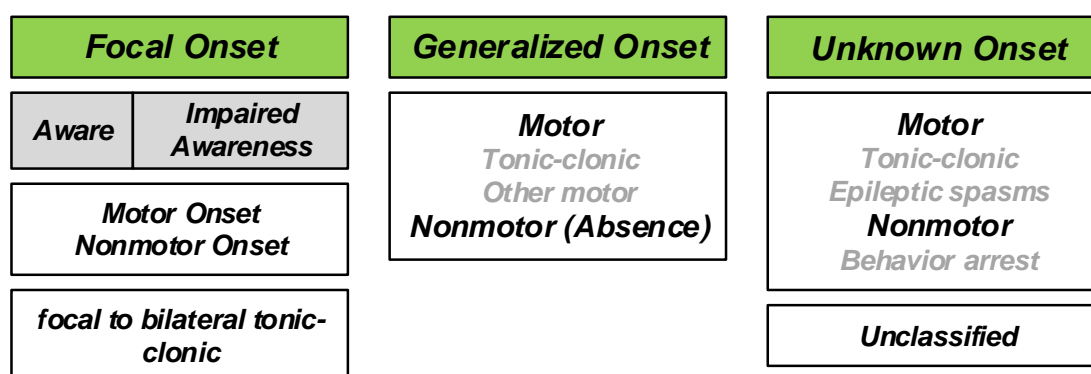 Focal Onset
Aware
Impaired
Awareness
Motor Onset
Nonmotor Onset
focal to bilateral tonic-
clonic
Generalized Onset
Motor
Tonic-clonic
Other motor
Nonmotor (Absence)
Unknown Onset
Motor
Tonic-clonic
Epileptic spasms
Nonmotor
Behavior arrest
Unclassified